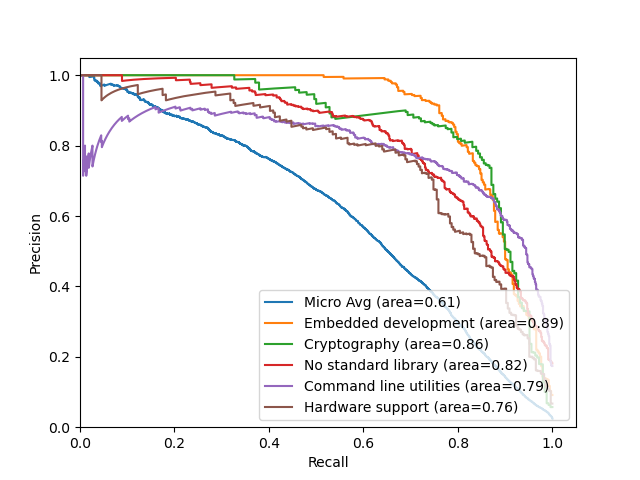 1.0
0.8
0.6
0.4
0.2
0.0
Precision
0.0 0.2 0.4 0.6 0.8 1.0
Recall
Micro Avg (area=0.61)
Embedded development (area=0.89)
Cryptography (area=0.86)
No standard library (area=0.82)
Command line utilities (area=0.79)
Hardware support (area=0.76)